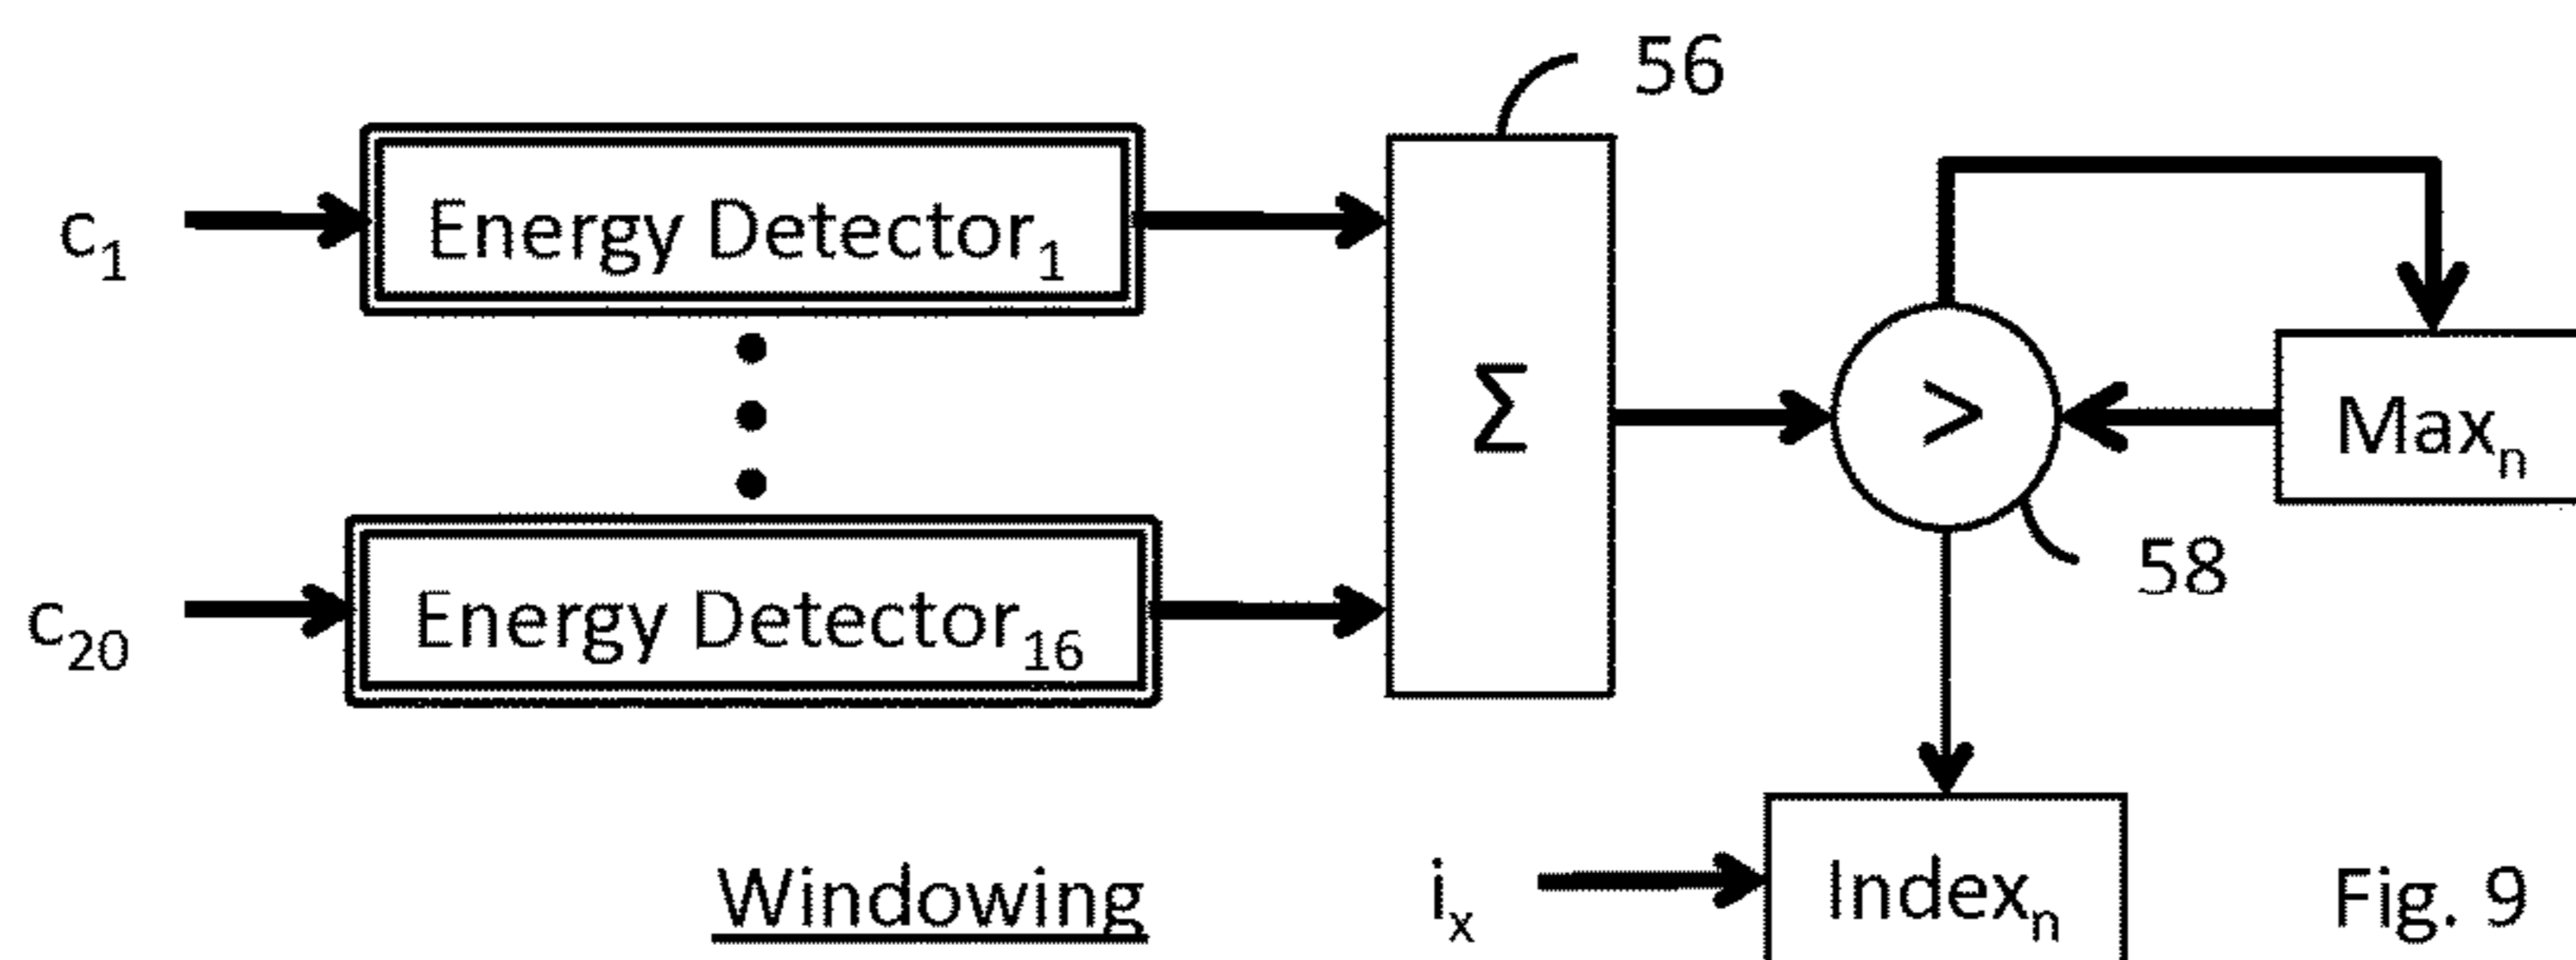 56
c1
Energy Detector1
Σ
>
Maxn
58
c20
Energy Detector16
Windowing
ix
Indexn
Fig. 9